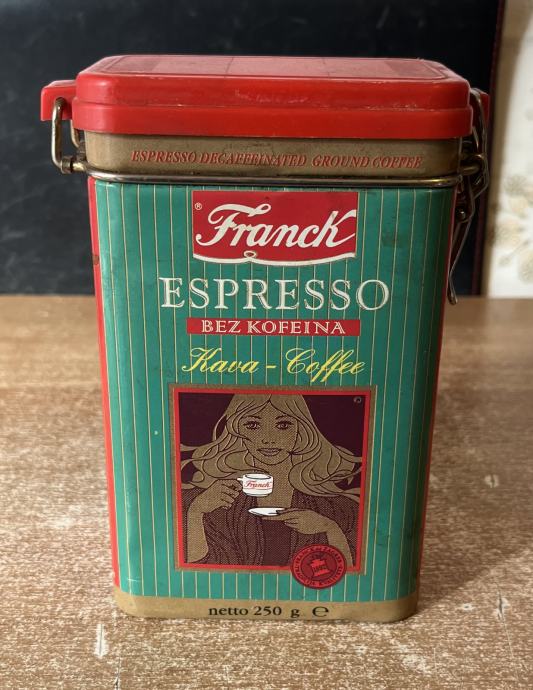 ESPRESSO DECAFFEINATED GROUND COFFEE
® Franck
ESPRESSO
BEZ KOFEINA
Kava - Coffee
©
Franck
netto 250 g ℮